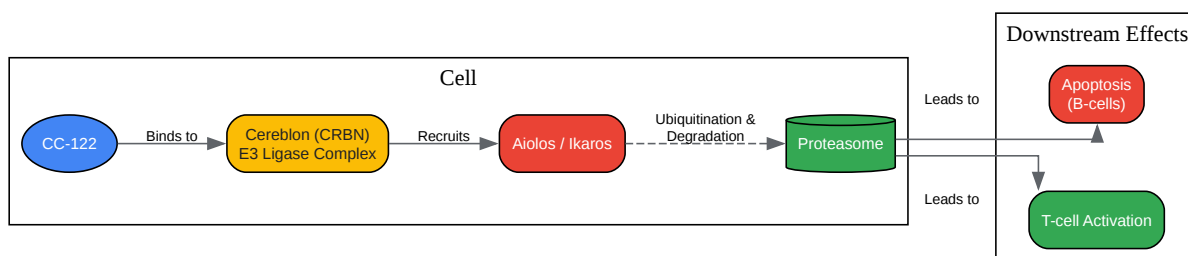 Downstream Effects
Cell
CC-122
Binds to
Cereblon (CRBN)
E3 Ligase Complex
Recruits
Aiolos / Ikaros
Ubiquitination &
Degradation
Proteasome
Leads to
Apoptosis
(B-cells)
Leads to
T-cell Activation